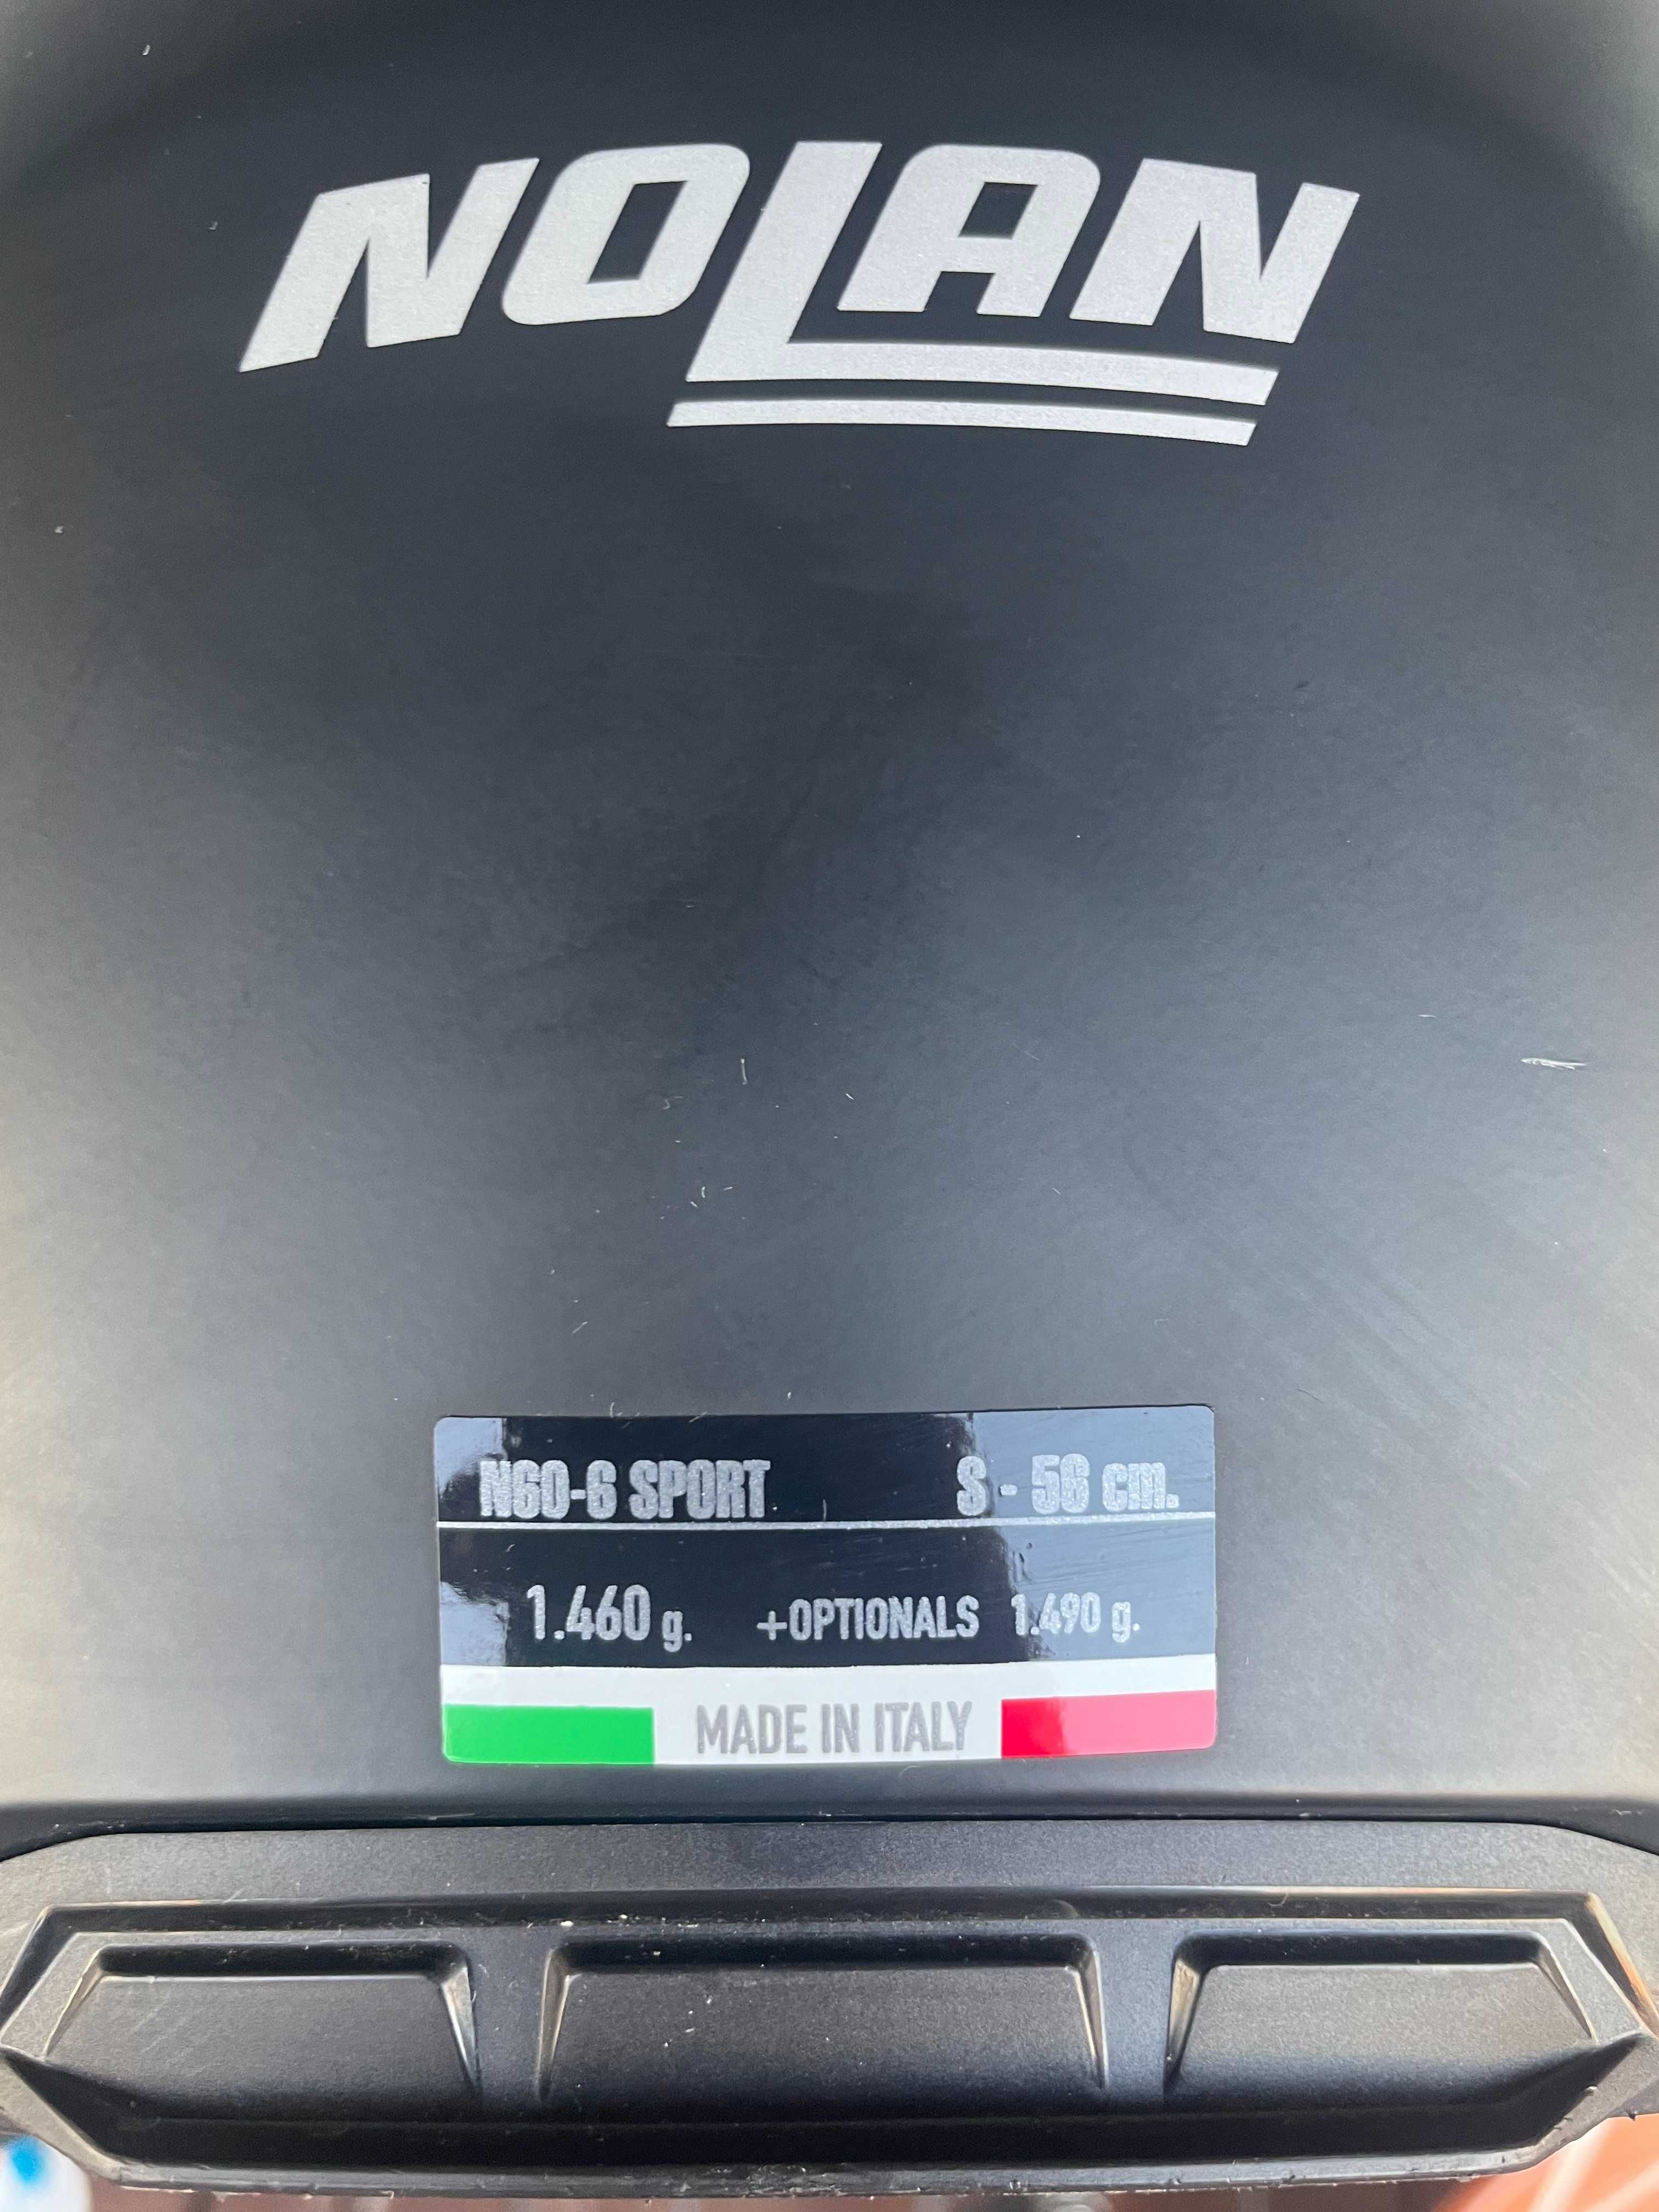 NOLAN
N60-6 SPORT S - 56 cm.
1.460 g. +OPTIONALS 1.490 g.
MADE IN ITALY